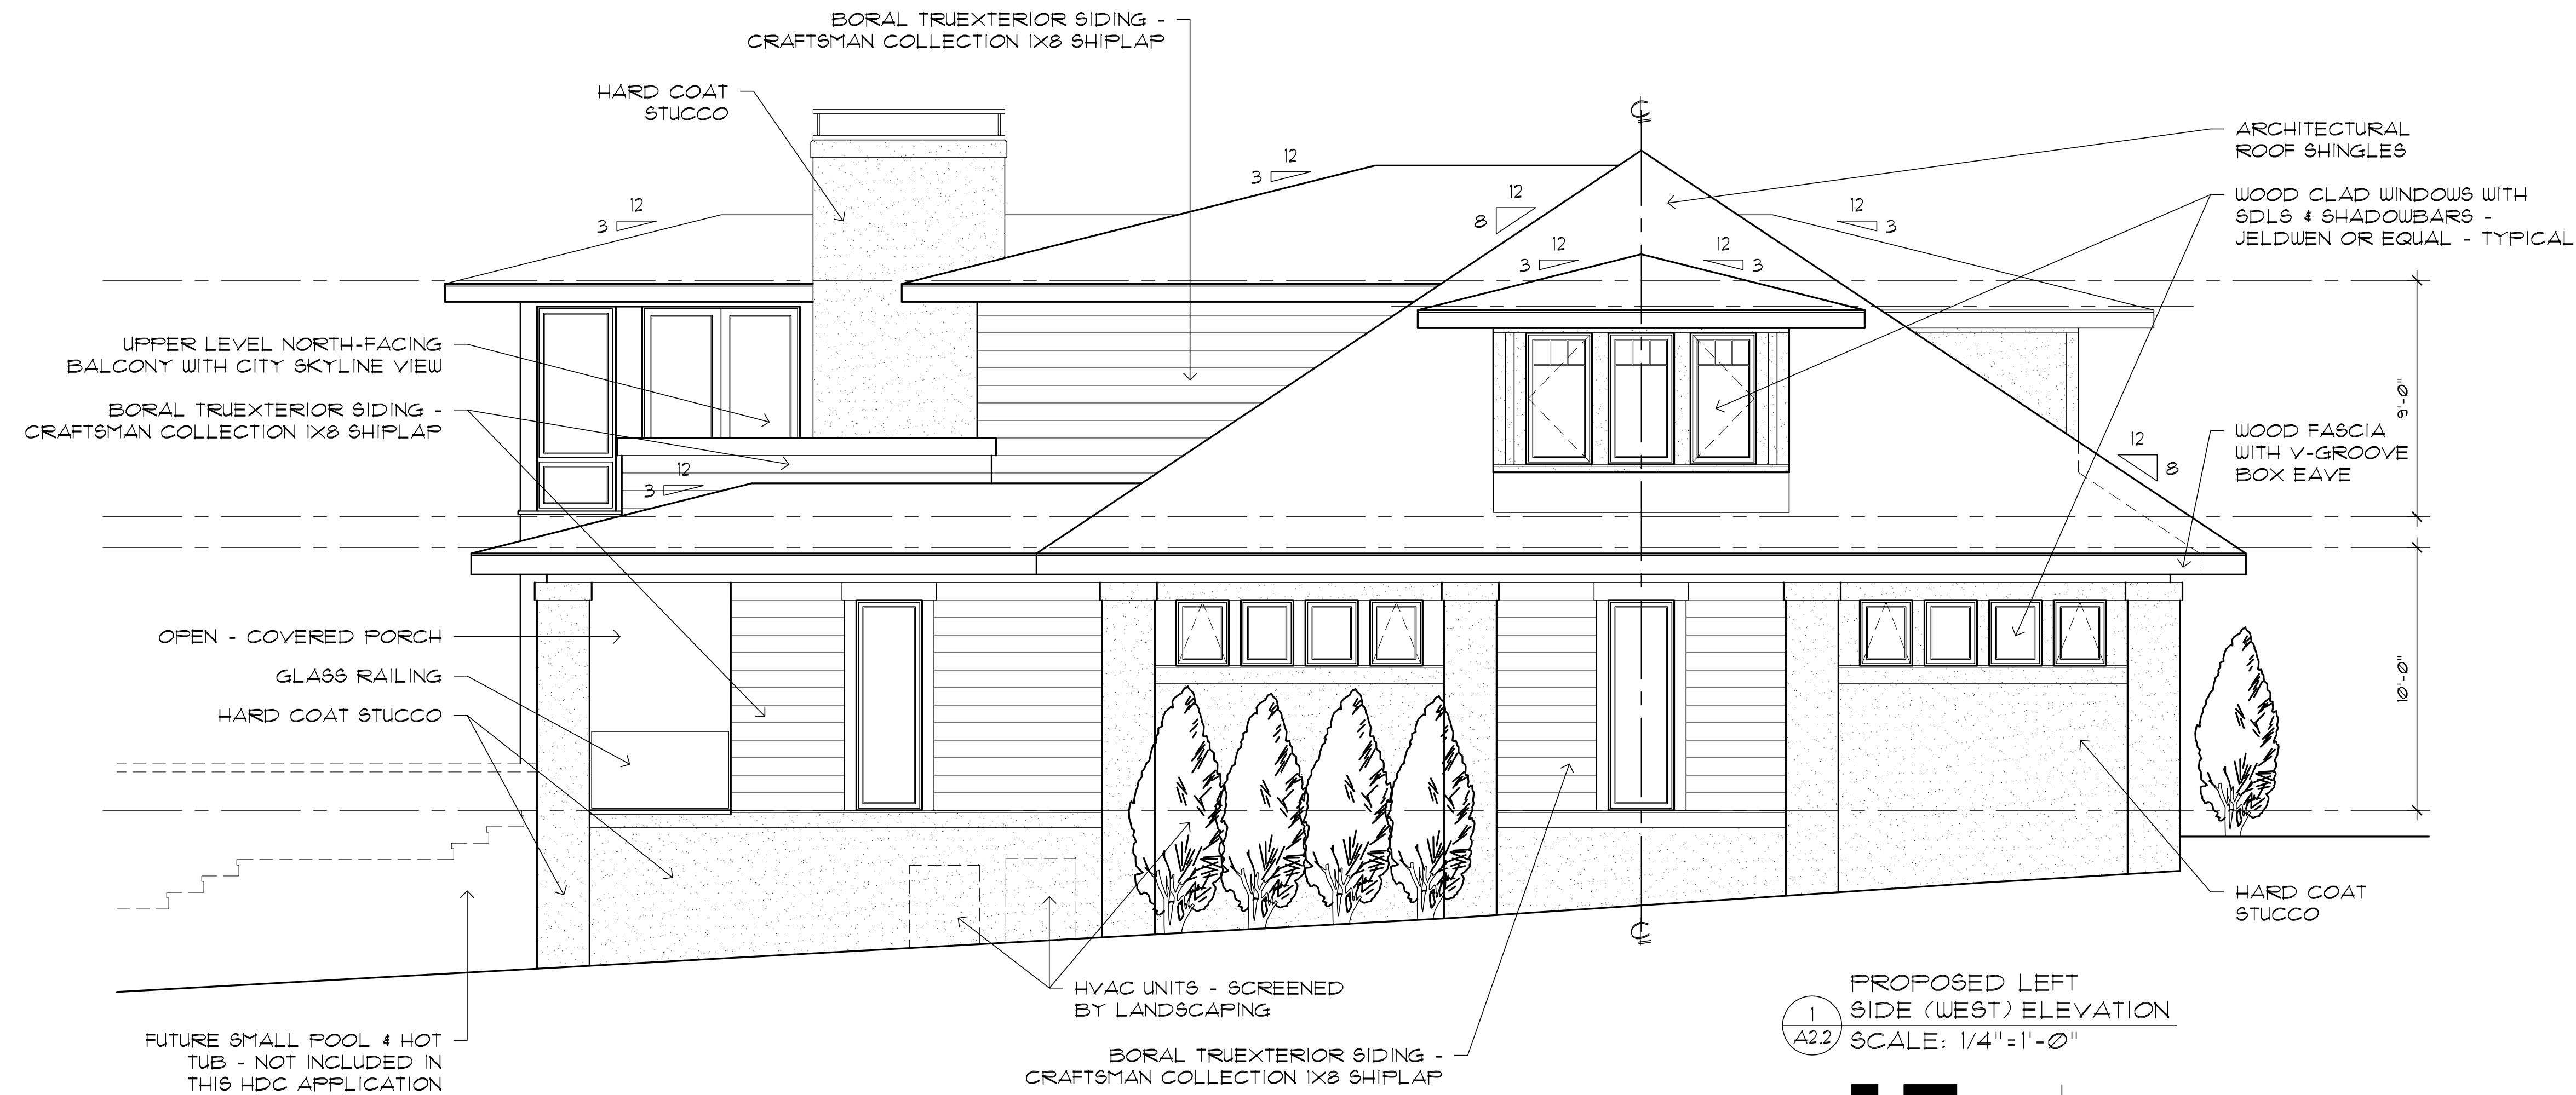 BORAL TRUEXTERIOR SIDING -
CRAFTSMAN COLLECTION 1X8 SHIPLAP
HARD COAT
STUCCO
ARCHITECTURAL
ROOF SHINGLES
WOOD CLAD WINDOWS WITH
SDLS & SHADOWBARS -
JELDWEN OR EQUAL - TYPICAL
12
3
12
3
12
8
12
3
12
3
12
3
UPPER LEVEL NORTH-FACING
BALCONY WITH CITY SKYLINE VIEW
BORAL TRUEXTERIOR SIDING -
CRAFTSMAN COLLECTION 1X8 SHIPLAP
12
3
9'-0"
WOOD FASCIA
WITH V-GROOVE
BOX EAVE
12
8
OPEN - COVERED PORCH
GLASS RAILING
HARD COAT STUCCO
10'-0"
HARD COAT
STUCCO
HVAC UNITS - SCREENED
BY LANDSCAPING
FUTURE SMALL POOL & HOT
TUB - NOT INCLUDED IN
THIS HDC APPLICATION
BORAL TRUEXTERIOR SIDING -
CRAFTSMAN COLLECTION 1X8 SHIPLAP
1
A2.2
PROPOSED LEFT
SIDE (WEST) ELEVATION
SCALE: 1/4"=1'-0"